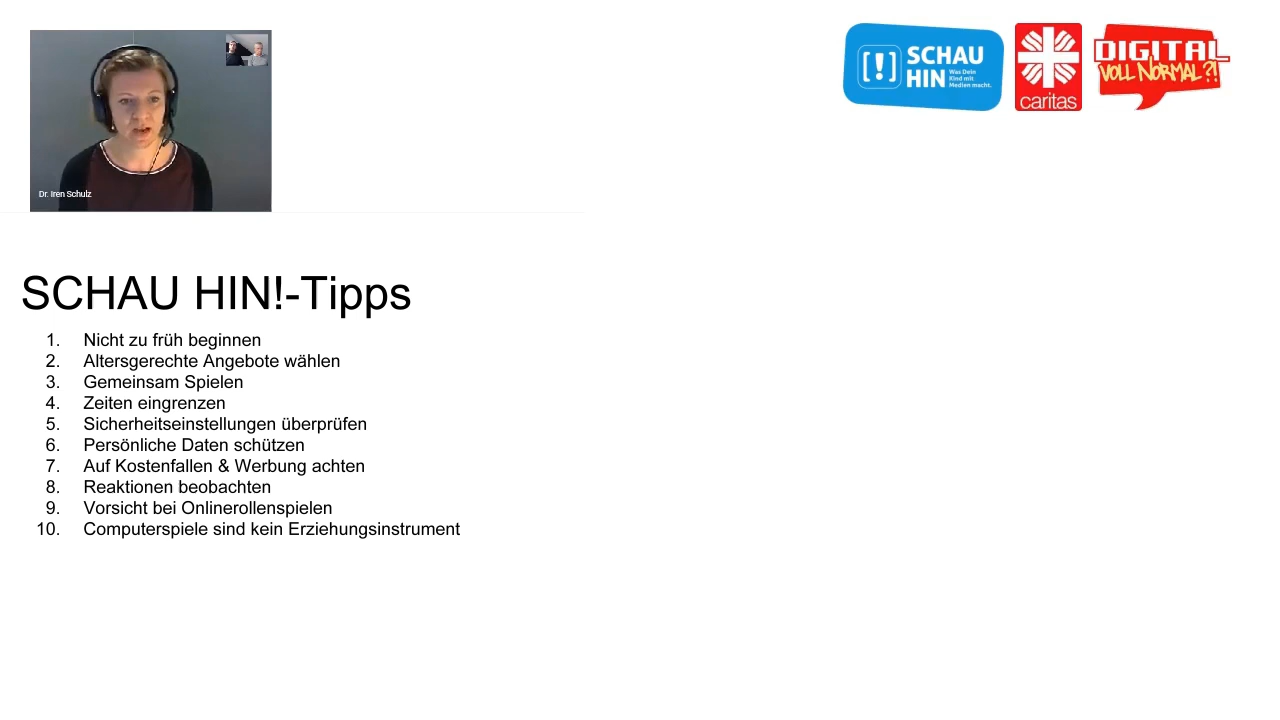 SCHAU
HIN
[!]
Was Dein
Kind mit
Medien macht.
caritas
DIGITAL
VOLL NORMAL?!
Dr. Iren Schulz
SCHAU HIN!-Tipps
1. Nicht zu früh beginnen
2. Altersgerechte Angebote wählen
3. Gemeinsam Spielen
4. Zeiten eingrenzen
5. Sicherheitseinstellungen überprüfen
6. Persönliche Daten schützen
7. Auf Kostenfallen & Werbung achten
8. Reaktionen beobachten
9. Vorsicht bei Onlinerollenspielen
10. Computerspiele sind kein Erziehungsinstrument